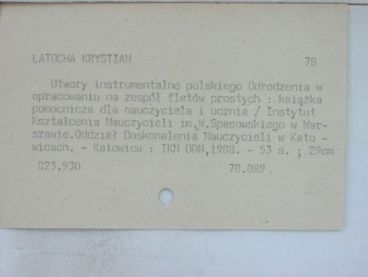 LATOCHA KRYSTIAN 78
Utwory instrumentalne polskiego Odrodzenia w
opracowaniu na zespół fletów prostych : książka
pomocnicza dla nauczyciela i ucznia / Instytut
Kształcenia Nauczycieli im.W.Spasowskiego w War-
szawie.Oddział Doskonalenia Nauczycieli w Kato -
wicach. - Katowice : IKN ODN,1988. - 53 s. ; 29cm
023.930 78.089